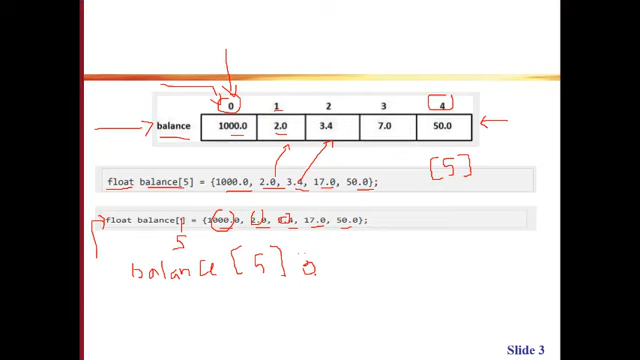 0 1 2 3 4
balance 1000.0 2.0 3.4 7.0 50.0
[5]
float balance[5] = {1000.0, 2.0, 3.4, 17.0, 50.0};
float balance[] = {1000.0, 2.0, 3.4, 17.0, 50.0};
5
balance [5]
Slide 3